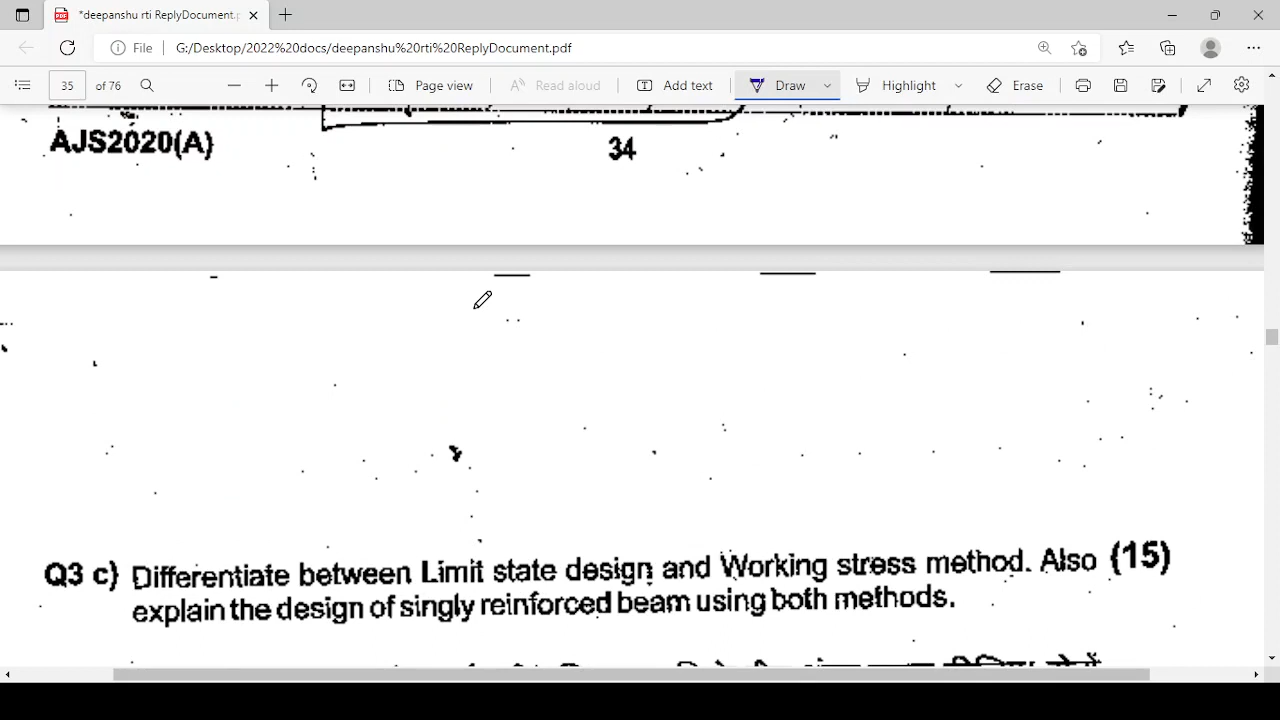 *deepanshu rti ReplyDocument.p
File G:/Desktop/2022%20docs/deepanshu%20rti%20ReplyDocument.pdf
35 of 76 Page view Read aloud Add text Draw Highlight Erase
AJS2020(A) 34
Q3 c) Differentiate between Limit state design and Working stress method. Also (15)
explain the design of singly reinforced beam using both methods.